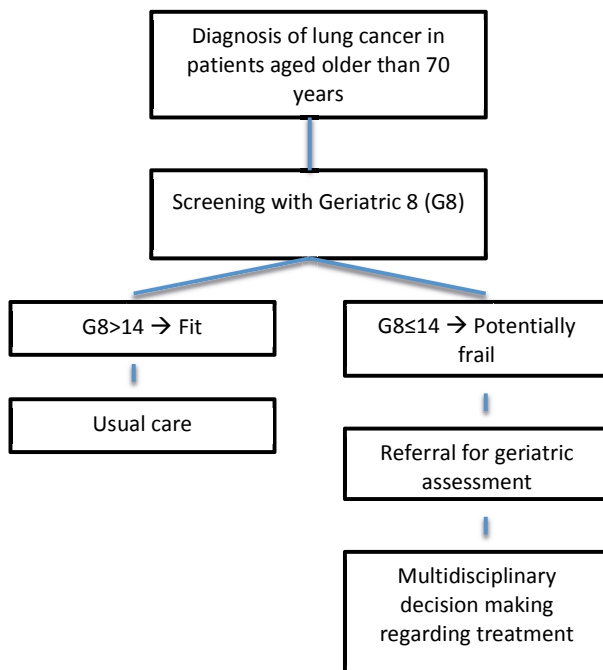 Diagnosis of lung cancer in
patients aged older than 70
years
Screening with Geriatric 8 (G8)
G8>14 → Fit
Usual care
G8≤14 → Potentially
frail
Referral for geriatric
assessment
Multidisciplinary
decision making
regarding treatment